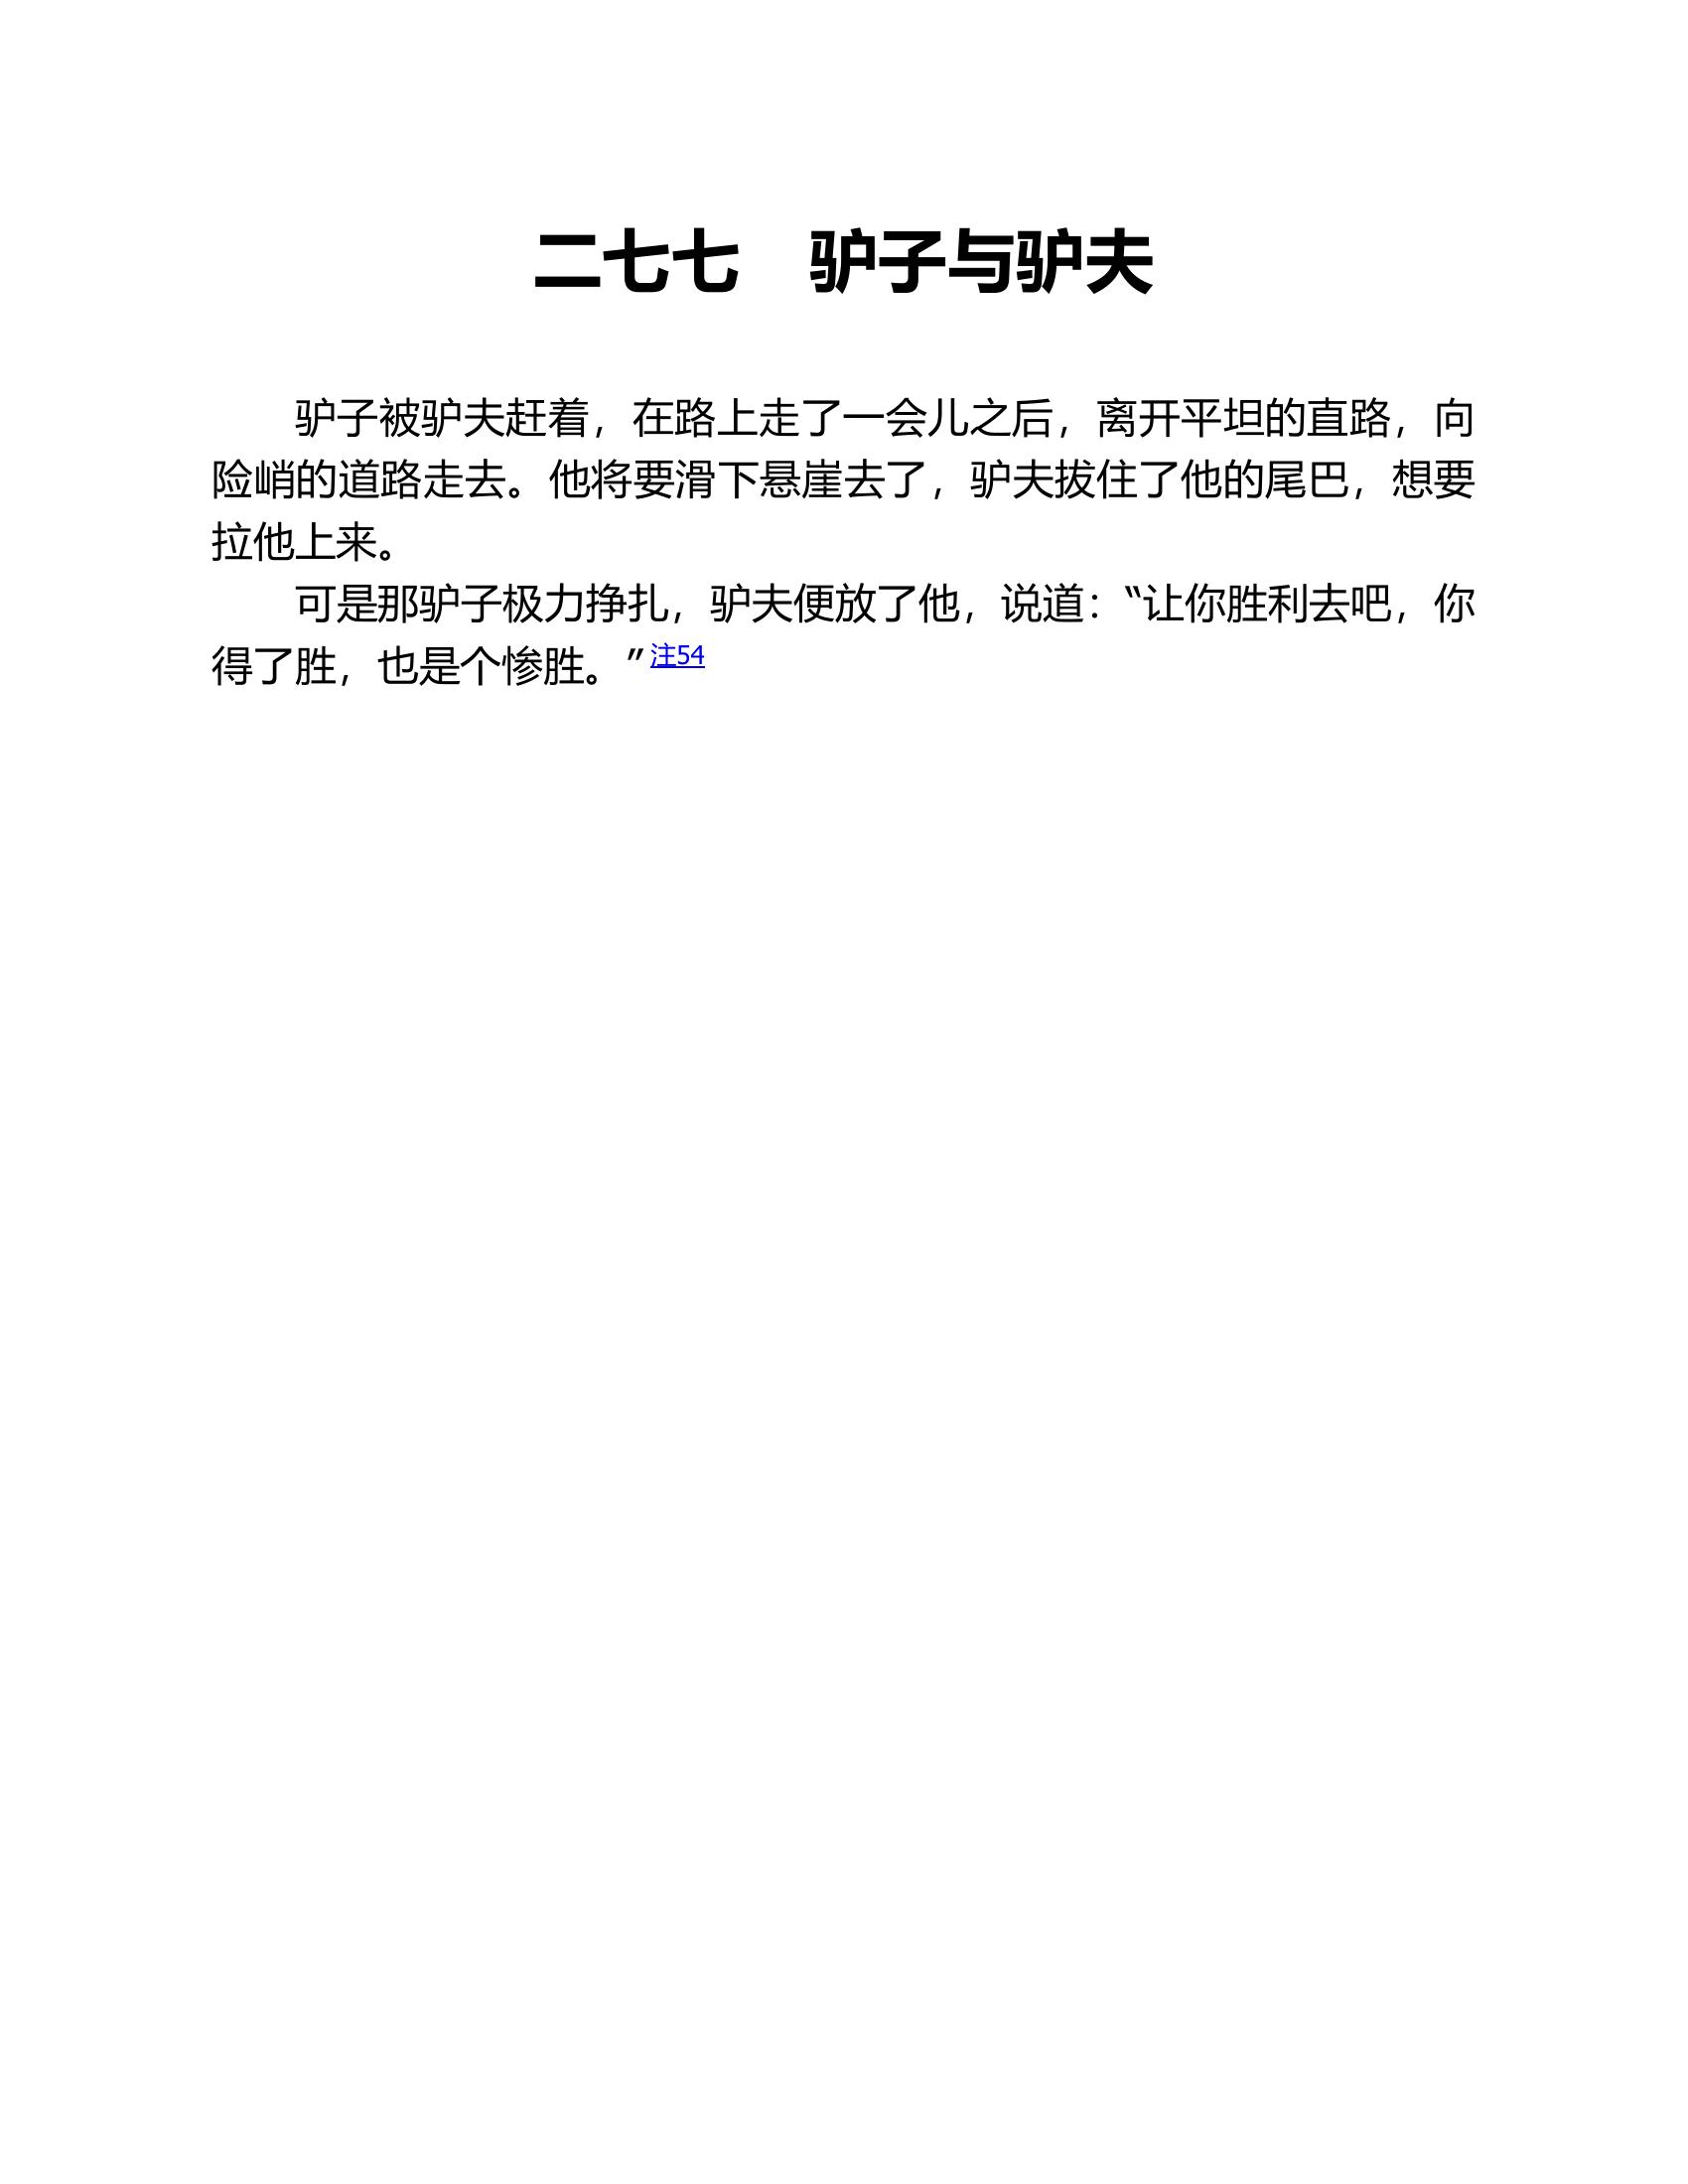 二七七　驴子与驴夫
驴子被驴夫赶着，在路上走了一会儿之后，离开平坦的直路，向
险峭的道路走去。他将要滑下悬崖去了，驴夫拔住了他的尾巴，想要
拉他上来。
可是那驴子极力挣扎，驴夫便放了他，说道：“让你胜利去吧，你
得了胜，也是个惨胜。”注54